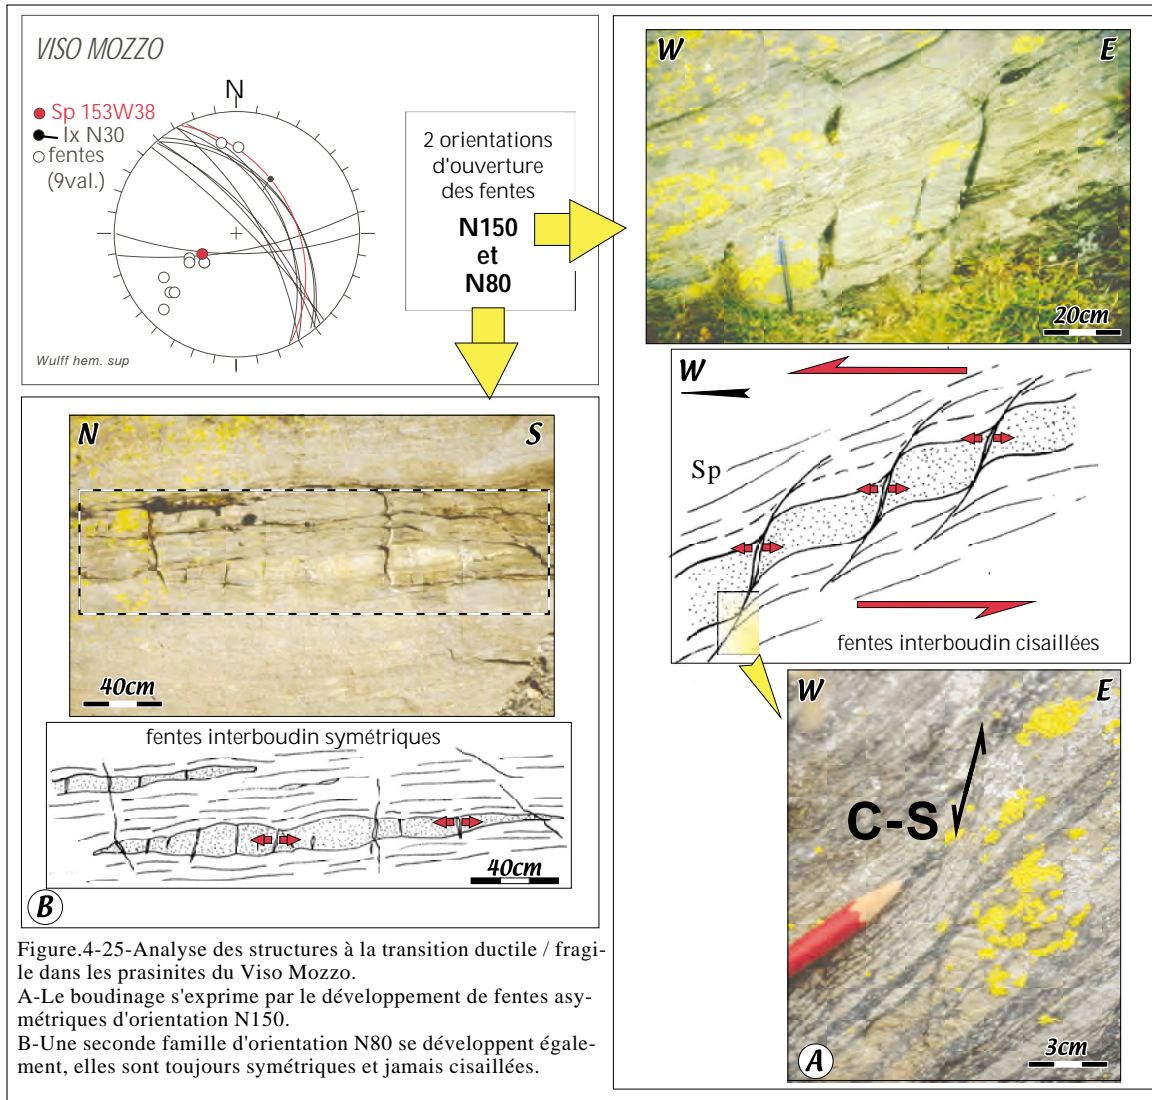 VISO MOZZO
N
Sp 153W38
lx N30
fentes
(9val.)
Wulff hem. sup
2 orientations
d'ouverture
des fentes
N150
et
N80
W
E
20cm
W
Sp
fentes interboudin cisaillées
W
E
C-S
3cm
A
N
S
40cm
fentes interboudin symétriques
40cm
B
Figure.4-25-Analyse des structures à la transition ductile / fragi-
le dans les prasinites du Viso Mozzo.
A-Le boudinage s'exprime par le développement de fentes asy-
métriques d'orientation N150.
B-Une seconde famille d'orientation N80 se développent égale-
ment, elles sont toujours symétriques et jamais cisaillées.